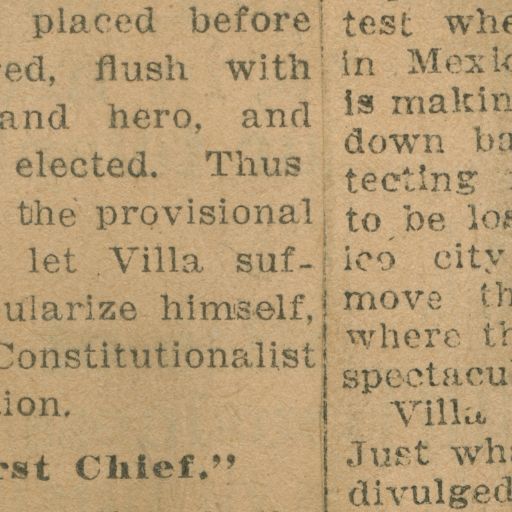 placed before
ed, flush with
and hero, and
elected. Thus
the provisional
let Villa suf-
ularize himself,
Constitutionalist
ion.
rst Chief."
test whe
in Mexic
is makin
down ba
tecting
to be los
ico city
move th
where th
spectacu
Villa
Just wha
divulged